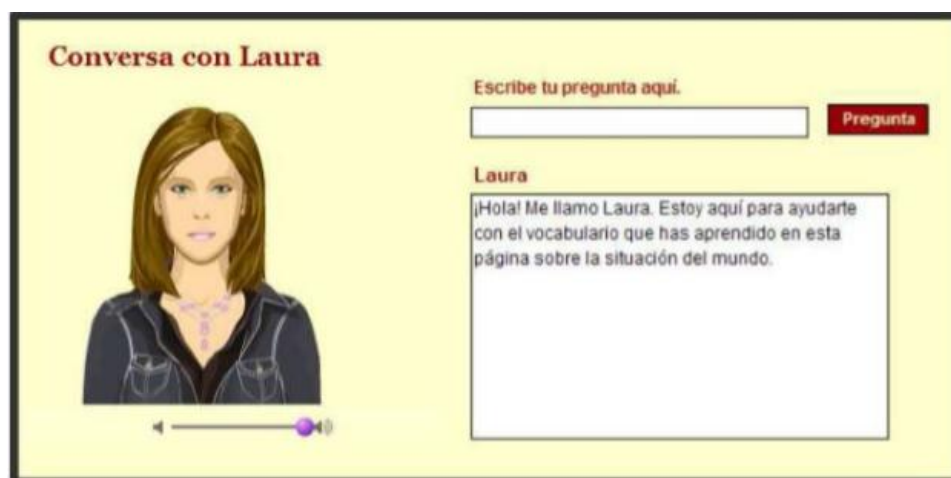 Conversa con Laura
Escribe tu pregunta aquí.
Pregunta
Laura
¡Hola! Me llamo Laura. Estoy aquí para ayudarte
con el vocabulario que has aprendido en esta
página sobre la situación del mundo.